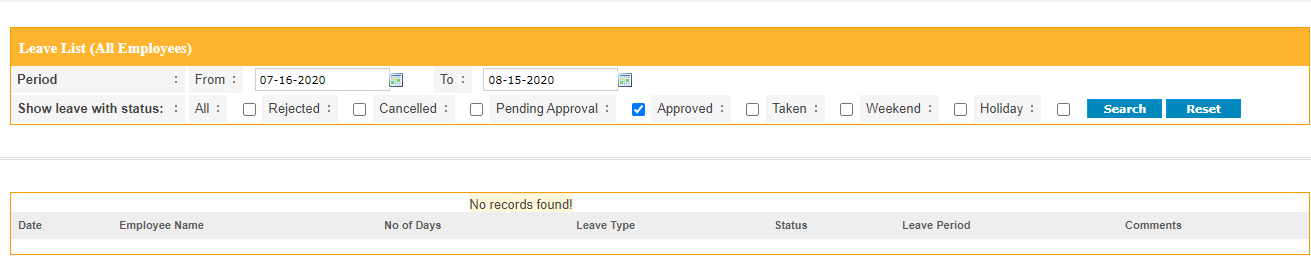 Leave List (All Employees)
Period : From : 07-16-2020 To : 08-15-2020
Show leave with status: : All : Rejected : Cancelled : Pending Approval : Approved : Taken : Weekend : Holiday : Search Reset
No records found!
Date Employee Name No of Days Leave Type Status Leave Period Comments